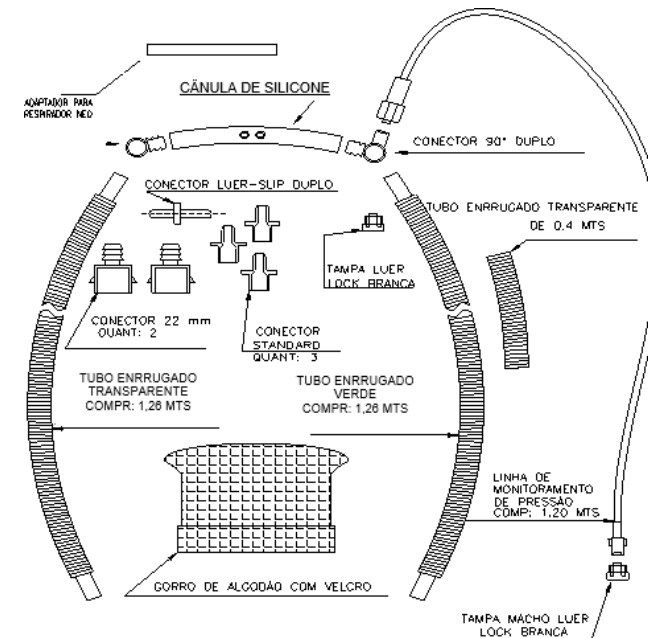 ADAPTADOR PARA
RESPIRADOR NEO
CÂNULA DE SILICONE
CONECTOR 90° DUPLO
CONECTOR LUER-SLIP DUPLO
TUBO ENRRUGADO TRANSPARENTE
DE 0.4 MTS
TAMPA LUER
LOCK BRANCA
CONECTOR 22 mm
QUANT: 2
CONECTOR
STANDARD
QUANT: 3
TUBO ENRRUGADO
TRANSPARENTE
COMPR: 1,26 MTS
TUBO ENRRUGADO
VERDE
COMPR: 1,26 MTS
LINHA DE
MONITORAMENTO
DE PRESSÃO
COMP: 1,20 MTS
GORRO DE ALGODÃO COM VELCRO
TAMPA MACHO LUER
LOCK BRANCA